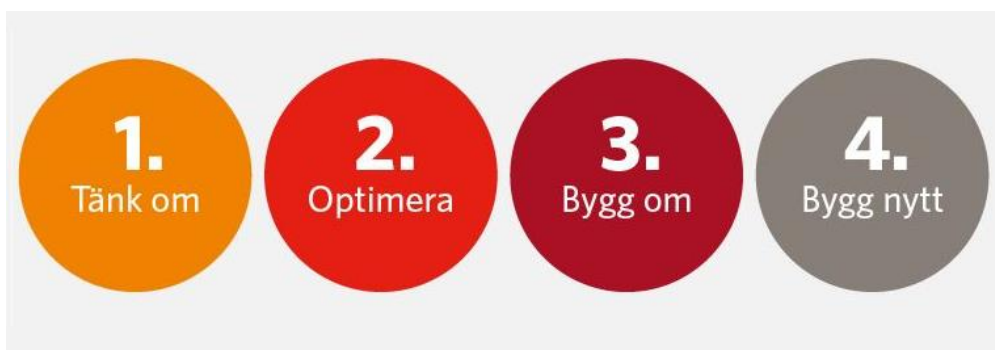 1.
Tänk om
2.
Optimera
3.
Bygg om
4.
Bygg nytt